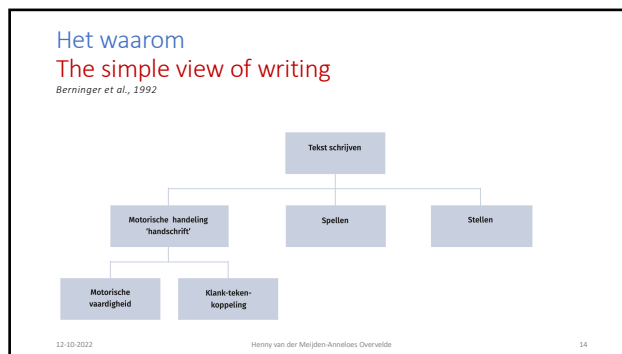 Het waarom
The simple view of writing
Berninger et al., 1992
Tekst schrijven
Motorische handeling
'handschrift'
Spellen
Stellen
Motorische
vaardigheid
Klank-teken-
koppeling
12-10-2022
Henny van der Meijden-Anneloes Overvelde
14